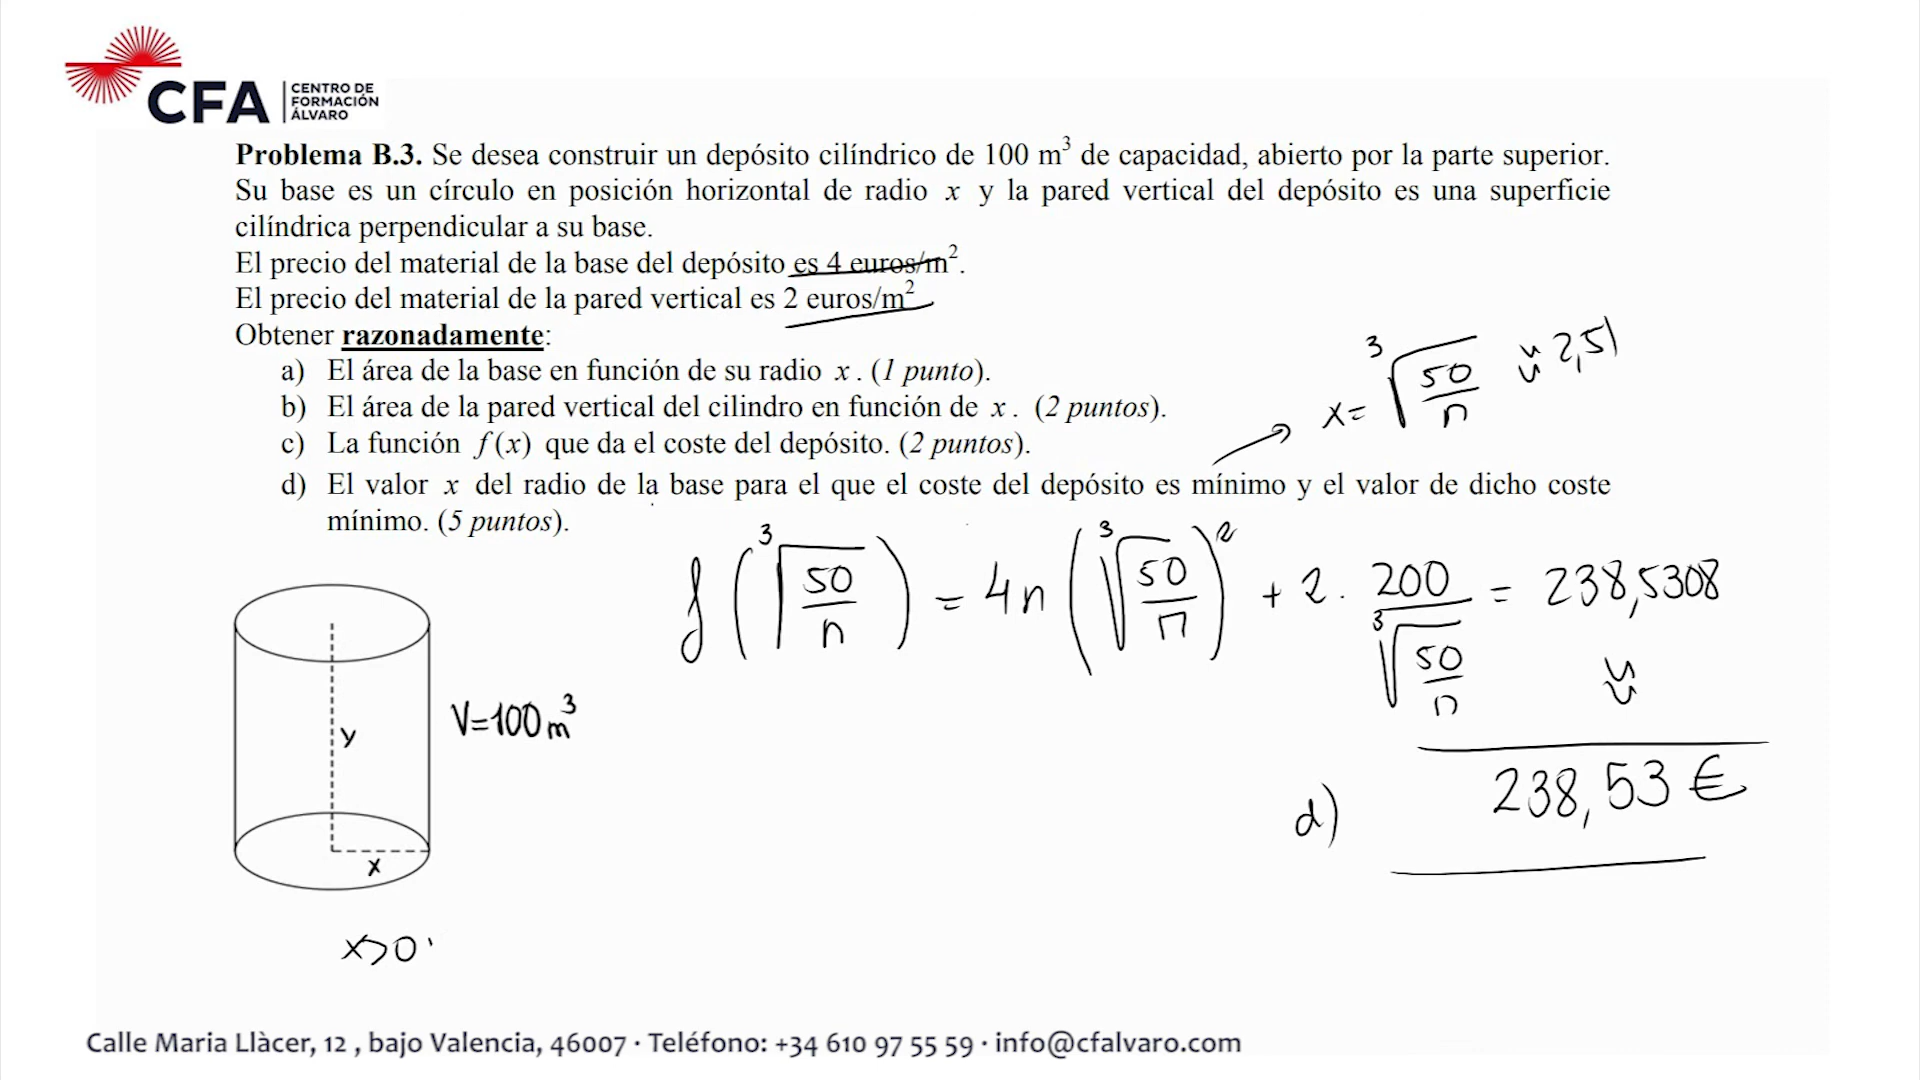 CFA CENTRO DE
FORMACIÓN
ÁLVARO
Problema B.3. Se desea construir un depósito cilíndrico de 100 m³ de capacidad, abierto por la parte superior.
Su base es un círculo en posición horizontal de radio x y la pared vertical del depósito es una superficie
cilíndrica perpendicular a su base.
El precio del material de la base del depósito es 4 euros/m².
El precio del material de la pared vertical es 2 euros/m²
Obtener razonadamente:
a) El área de la base en función de su radio x. (1 punto).
b) El área de la pared vertical del cilindro en función de x. (2 puntos).
c) La función f(x) que da el coste del depósito. (2 puntos).
x = ∛(50/π) ≈ 2,51
d) El valor x del radio de la base para el que el coste del depósito es mínimo y el valor de dicho coste
mínimo. (5 puntos).
f(∛(50/π)) = 4π(∛(50/π))² + 2 · 200/∛(50/π) = 238,5308
≈
y
V=100 m³
d) 238,53 €
x
x>0
Calle Maria Llàcer, 12 , bajo Valencia, 46007 · Teléfono: +34 610 97 55 59 · info@cfalvaro.com